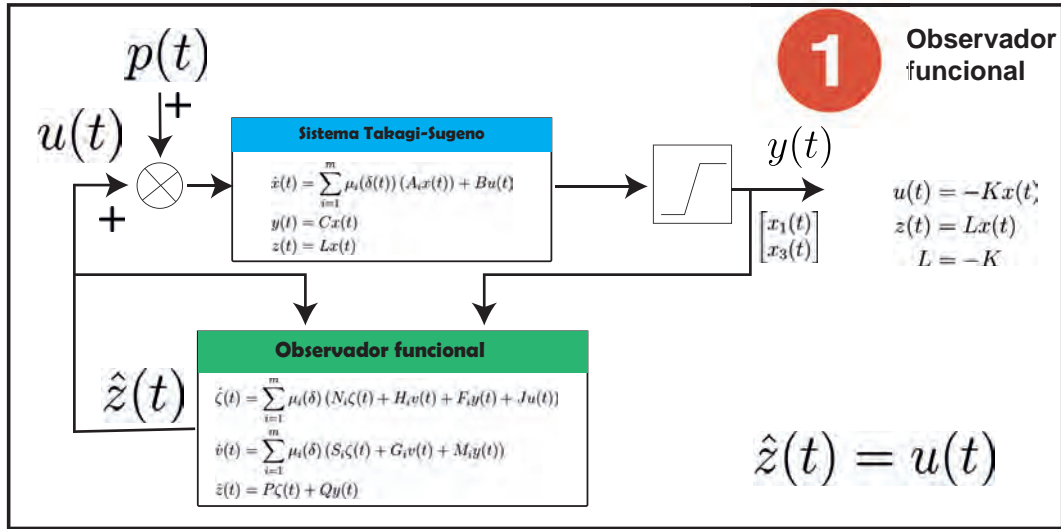 p(t)
+
u(t)
+
1
Observador
funcional
Sistema Takagi-Sugeno
ẋ(t) = ∑_{i=1}^{m} μ_i(δ(t)) (A_i x(t)) + Bu(t)
y(t) = Cx(t)
z(t) = Lx(t)
y(t)
[x_1(t)
x_3(t)]
u(t) = −Kx(t)
z(t) = Lx(t)
L = −K
Observador funcional
ζ̇(t) = ∑_{i=1}^{m} μ_i(δ) (N_i ζ(t) + H_i v(t) + F_i y(t) + Ju(t))
v̇(t) = ∑_{i=1}^{m} μ_i(δ) (S_i ζ(t) + G_i v(t) + M_i y(t))
ẑ(t) = Pζ(t) + Qy(t)
ẑ(t)
ẑ(t) = u(t)